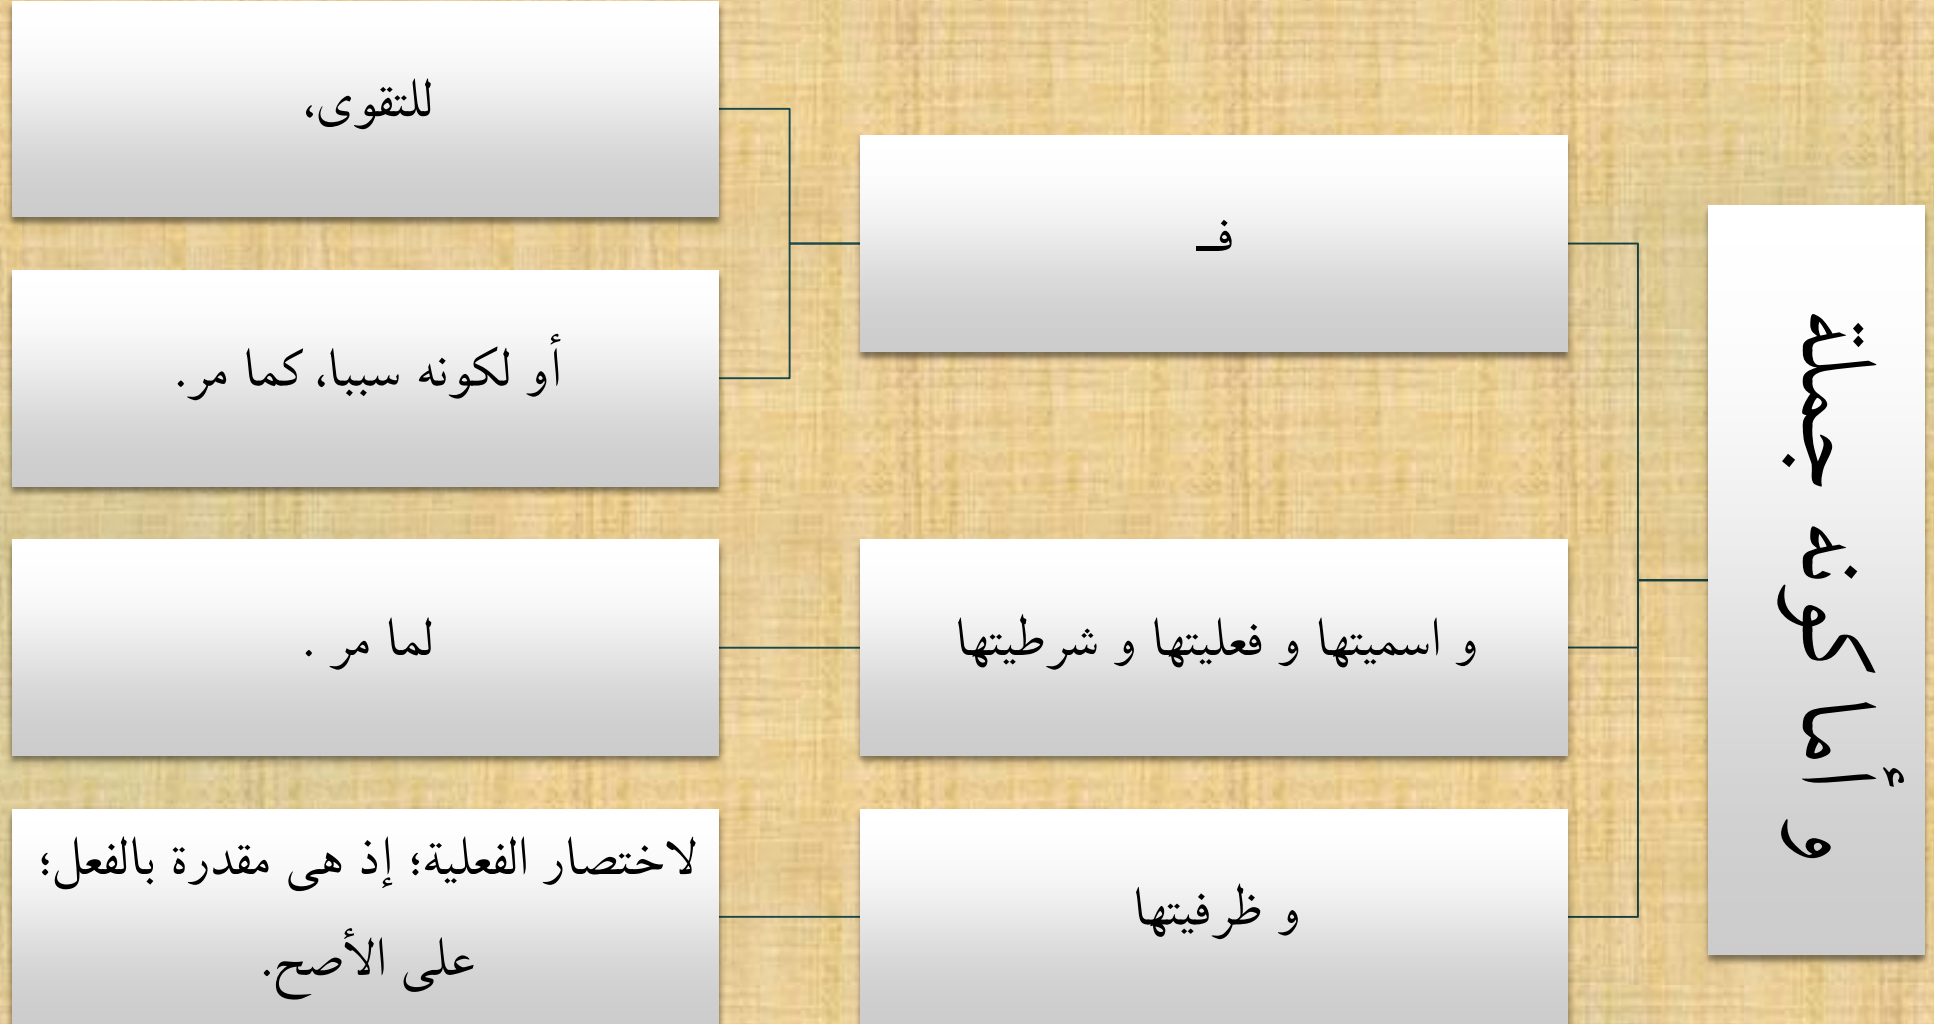 و أما كونه جملة
فـ
للتقوى،
أو لكونه سببا، كما مر.
و اسميتها و فعليتها و شرطيتها
لما مر .
و ظرفيتها
لاختصار الفعلية؛ إذ هى مقدرة بالفعل؛
على الأصح.